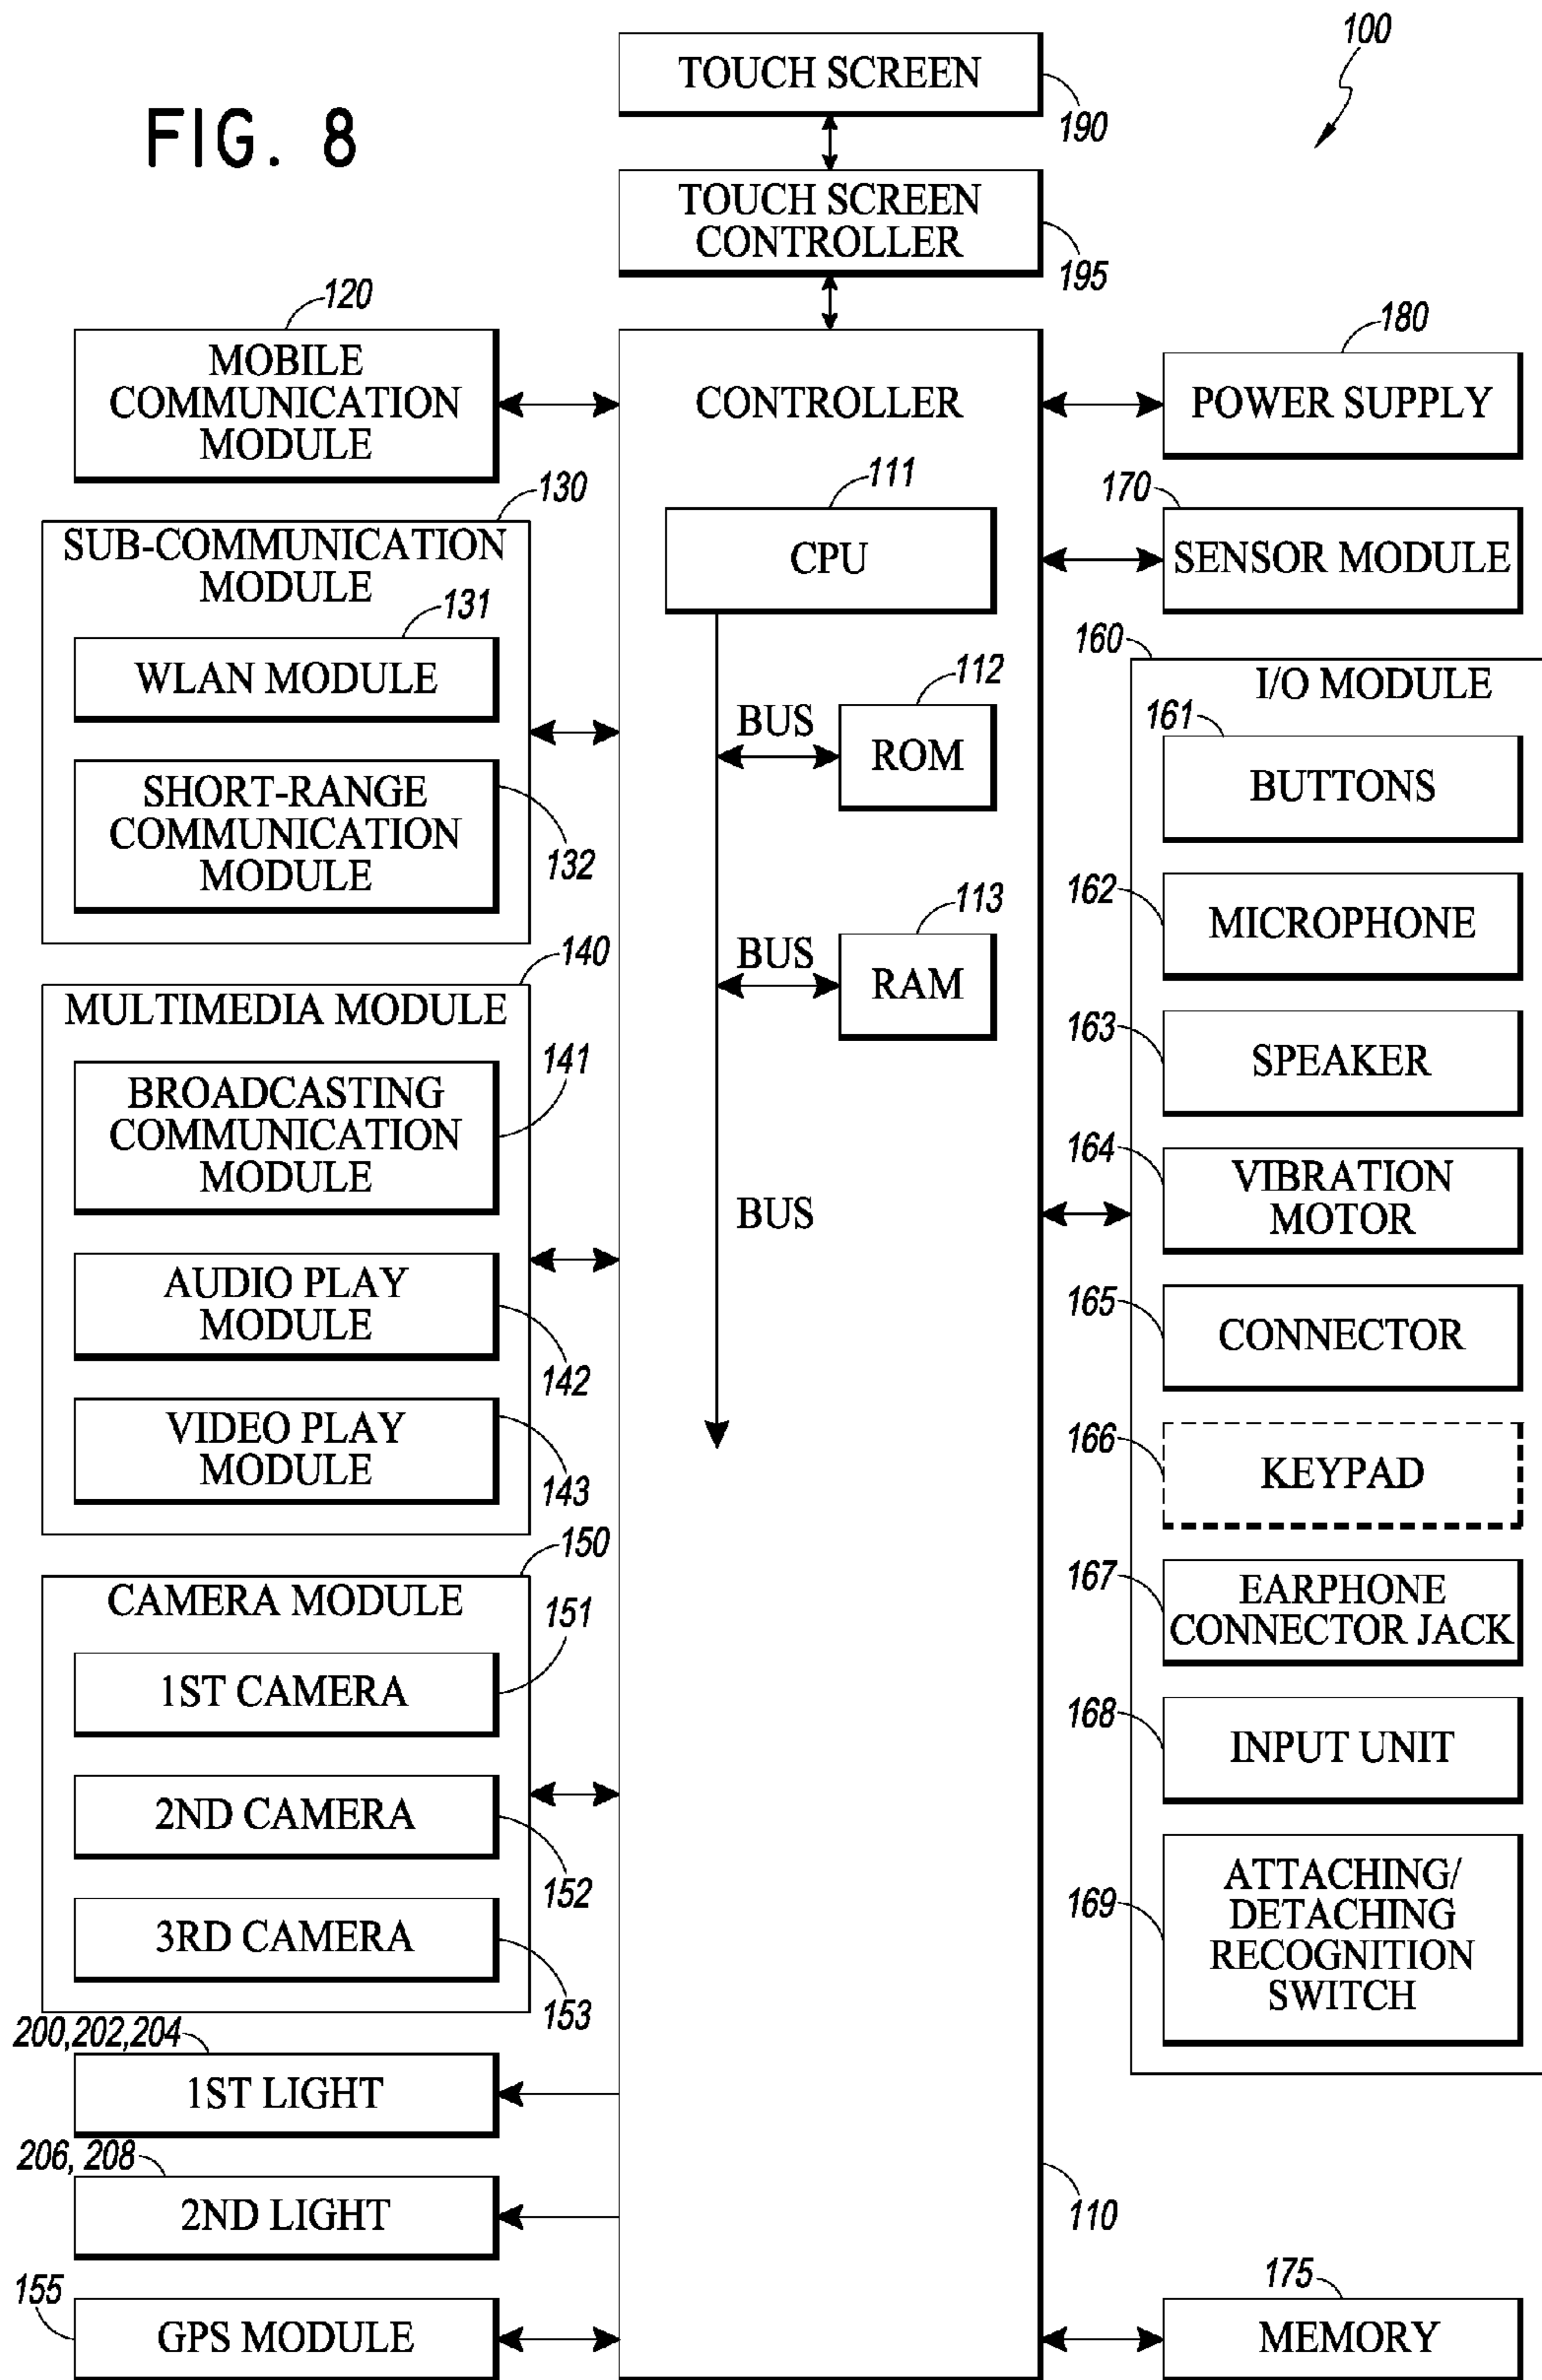 FIG. 8
100
TOUCH SCREEN
190
TOUCH SCREEN
CONTROLLER
195
120
MOBILE
COMMUNICATION
MODULE
130
SUB-COMMUNICATION
MODULE
131
WLAN MODULE
SHORT-RANGE
COMMUNICATION
MODULE
132
140
MULTIMEDIA MODULE
141
BROADCASTING
COMMUNICATION
MODULE
AUDIO PLAY
MODULE
142
VIDEO PLAY
MODULE
143
150
CAMERA MODULE
151
1ST CAMERA
2ND CAMERA
152
3RD CAMERA
153
200,202,204
1ST LIGHT
206, 208
2ND LIGHT
155
GPS MODULE
CONTROLLER
111
CPU
112
BUS
ROM
113
BUS
RAM
BUS
110
180
POWER SUPPLY
170
SENSOR MODULE
160
I/O MODULE
161
BUTTONS
162
MICROPHONE
163
SPEAKER
164
VIBRATION
MOTOR
165
CONNECTOR
166
KEYPAD
167
EARPHONE
CONNECTOR JACK
168
INPUT UNIT
169
ATTACHING/
DETACHING
RECOGNITION
SWITCH
175
MEMORY